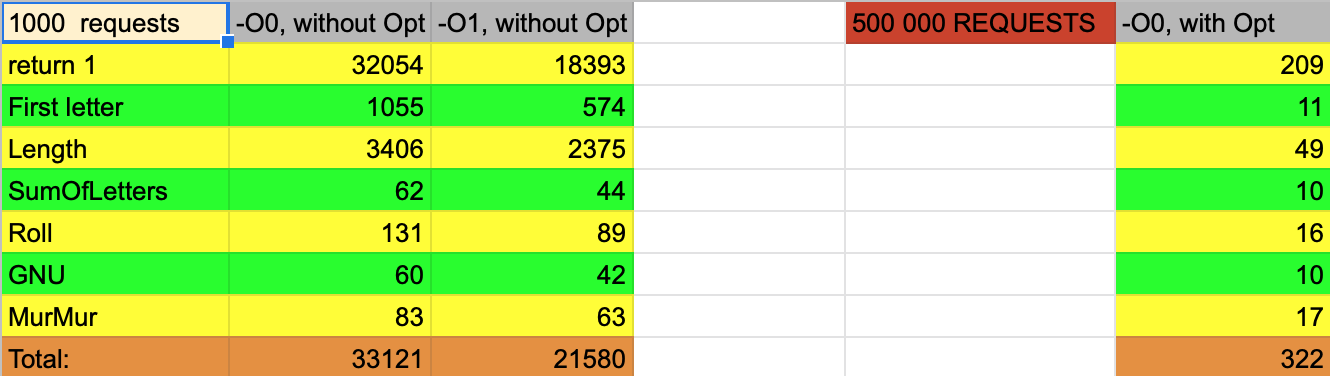 1000 requests -O0, without Opt -O1, without Opt 500 000 REQUESTS -O0, with Opt
return 1 32054 18393 209
First letter 1055 574 11
Length 3406 2375 49
SumOfLetters 62 44 10
Roll 131 89 16
GNU 60 42 10
MurMur 83 63 17
Total: 33121 21580 322